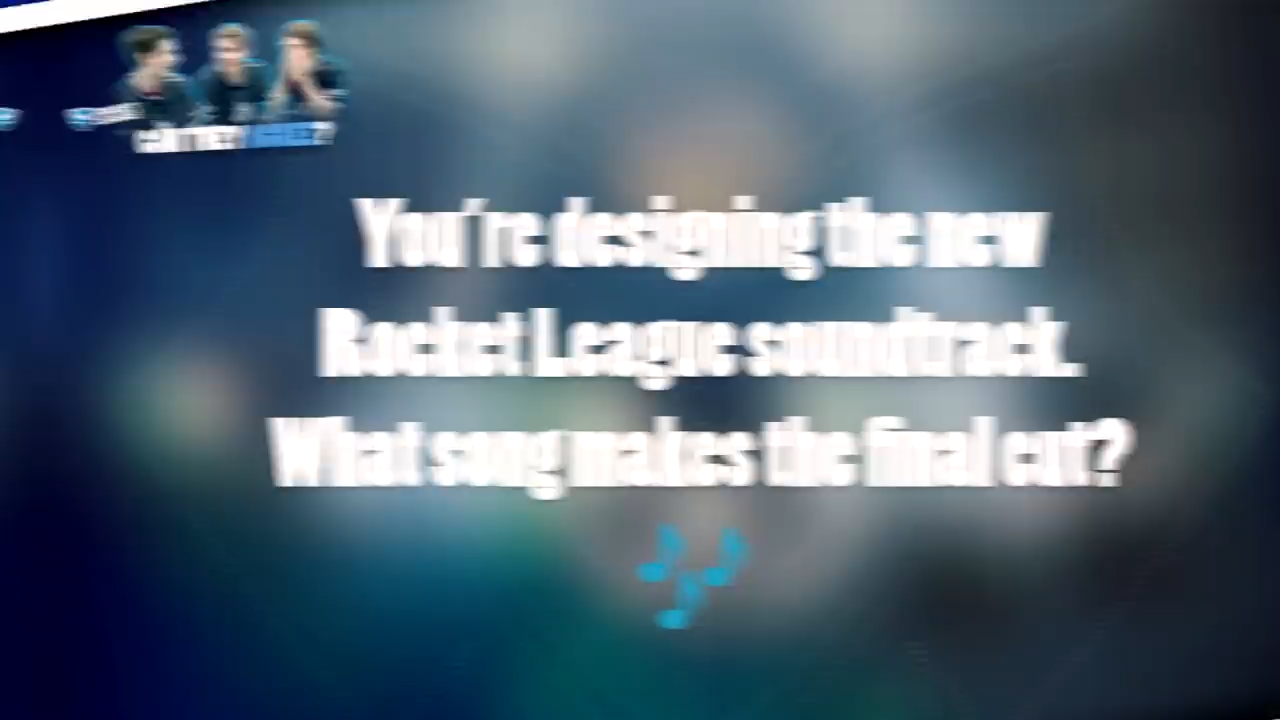 You're designing the new
Rocket League soundtrack.
What song makes the final cut?